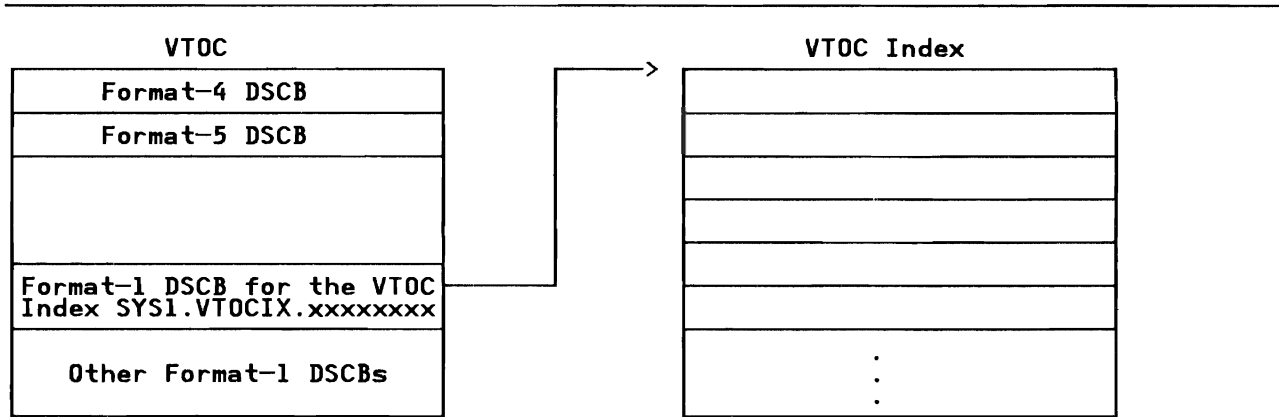 VTOC
Format-4 DSCB
Format-5 DSCB
Format-1 DSCB for the VTOC
Index SYS1.VTOCIX.xxxxxxxx
Other Format-1 DSCBs
VTOC Index
.
.
.